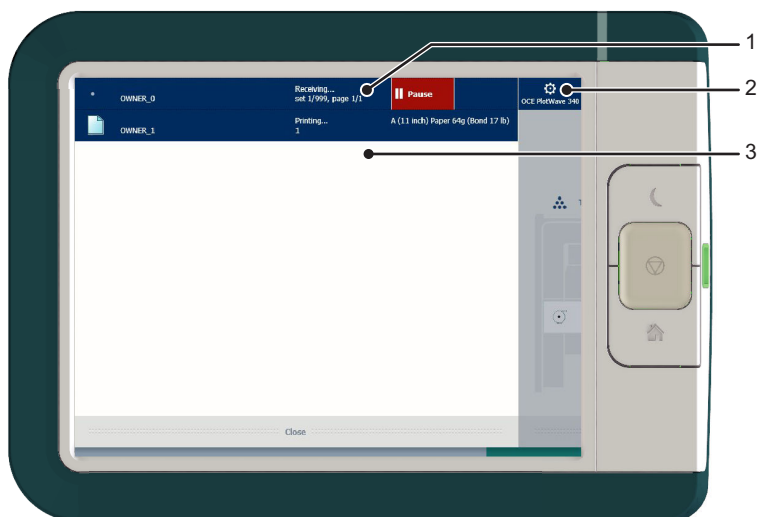 1
Receiving...
OWNER_0
set 1/999, page 1/1
Pause
OCE PlotWave 340
2
Printing...
A (11 inch) Paper 64g (Bond 17 lb)
OWNER_1
1
3
T
Close